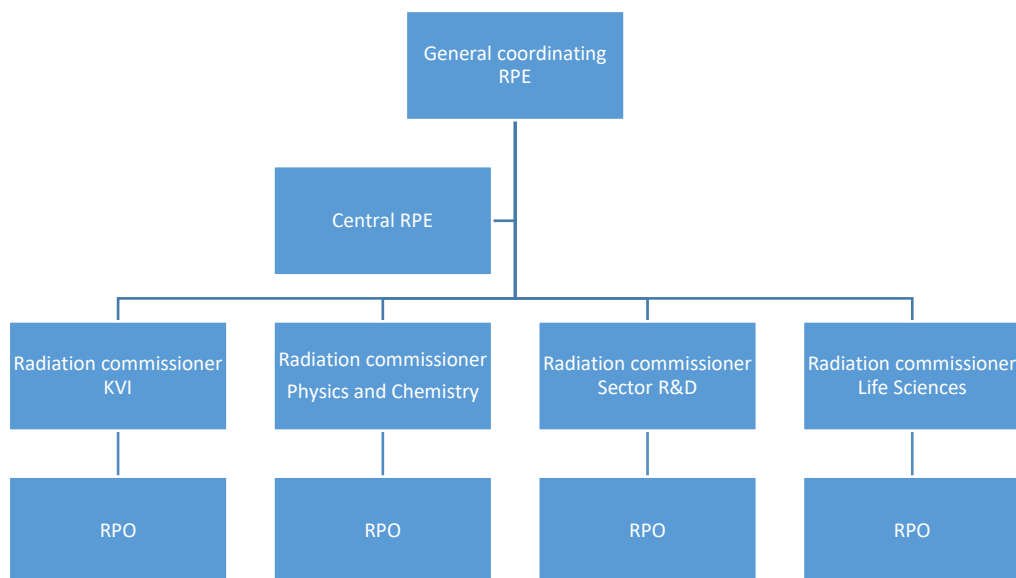 General coordinating
RPE
Central RPE
Radiation commissioner
KVI
Radiation commissioner
Physics and Chemistry
Radiation commissioner
Sector R&D
Radiation commissioner
Life Sciences
RPO
RPO
RPO
RPO